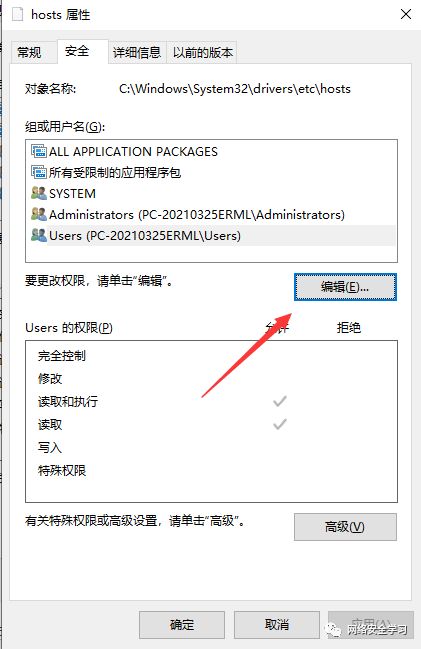 hosts 属性
常规 安全 详细信息 以前的版本
对象名称: C:\Windows\System32\drivers\etc\hosts
组或用户名(G):
ALL APPLICATION PACKAGES
所有受限制的应用程序包
SYSTEM
Administrators (PC-20210325ERML\Administrators)
Users (PC-20210325ERML\Users)
要更改权限，请单击“编辑”。
编辑(E)...
Users 的权限(P) 允许 拒绝
完全控制
修改
读取和执行
读取
写入
特殊权限
有关特殊权限或高级设置，请单击“高级”。
高级(V)
确定 取消 应用(A)
网络安全学习